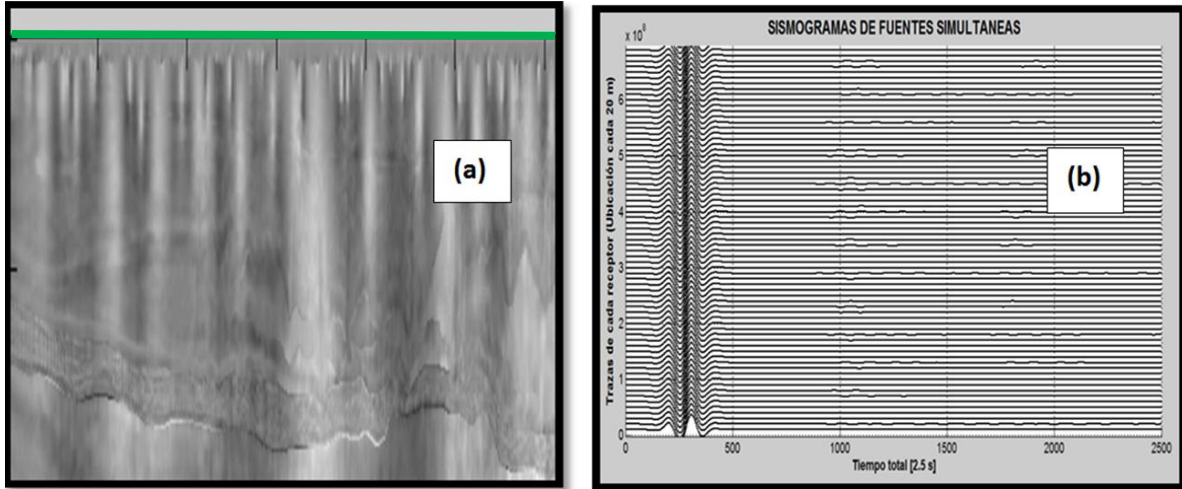 (a)
SISMOGRAMAS DE FUENTES SIMULTANEAS
x 10⁸
Trazas de cada receptor (Ubicación cada 20 m)
6
5
4
3
2
1
0
(b)
0 500 1000 1500 2000 2500
Tiempo total [2.5 s]